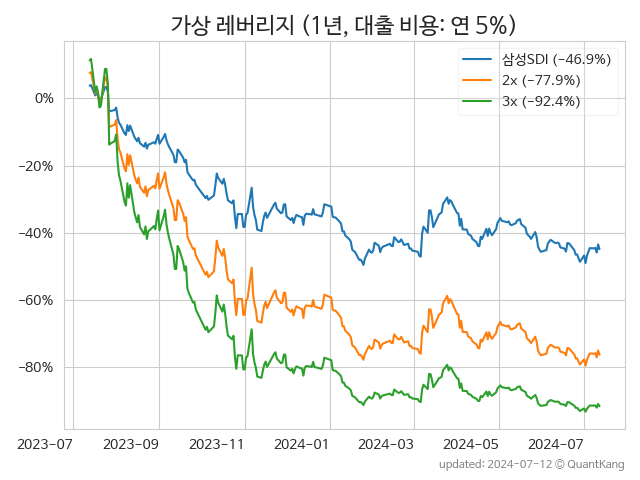 가상 레버리지 (1년, 대출 비용: 연 5%)
삼성SDI (−46.9%)
2x (−77.9%)
3x (−92.4%)
0%
−20%
−40%
−60%
−80%
2023-07 2023-09 2023-11 2024-01 2024-03 2024-05 2024-07
updated: 2024-07-12 © QuantKang